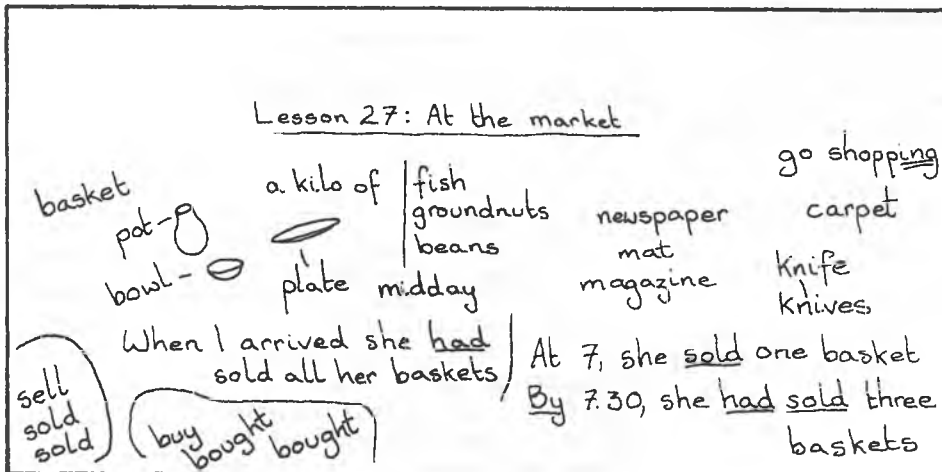 Lesson 27: At the market
go shopping
basket
a kilo of
fish
groundnuts
beans
pot
bowl
plate
midday
newspaper
mat
magazine
carpet
knife
knives
When I arrived she had
sold all her baskets
At 7, she sold one basket
By 7.30, she had sold three
baskets
sell
sold
sold
buy
bought
bought